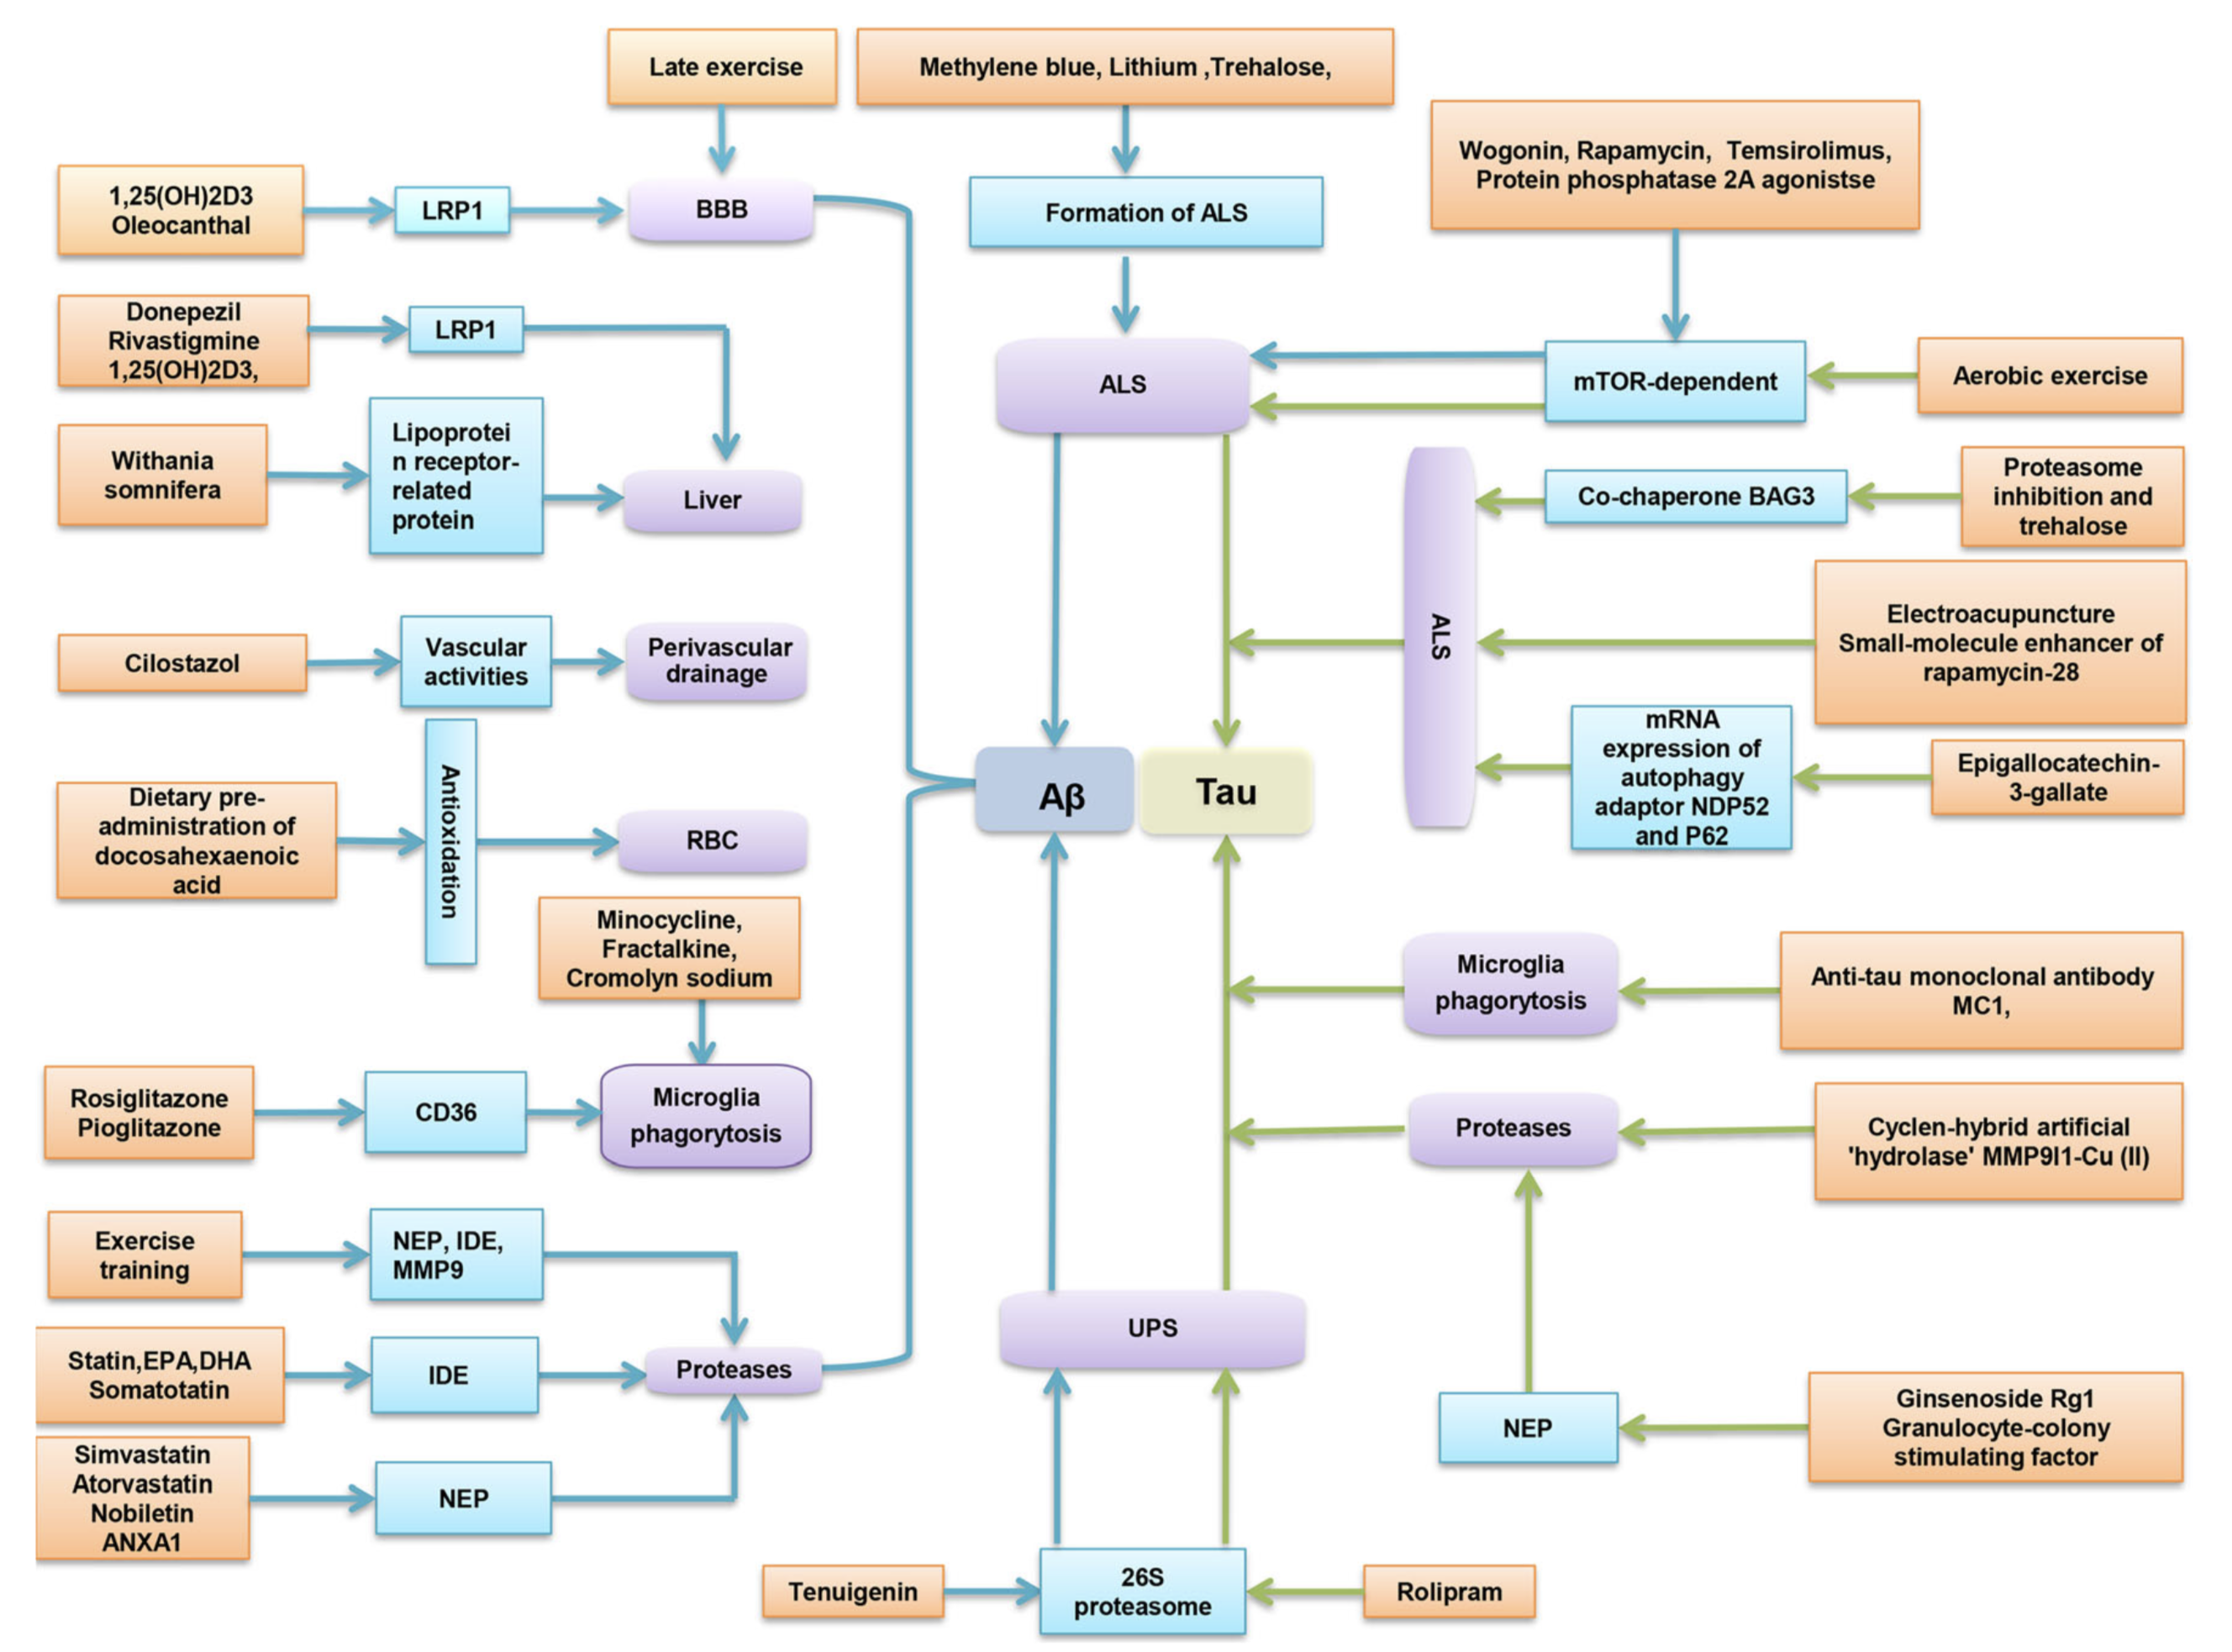 Late exercise
Methylene blue, Lithium ,Trehalose,
Wogonin, Rapamycin, Temsirolimus,
Protein phosphatase 2A agonistse
1,25(OH)2D3
Oleocanthal
LRP1
BBB
Formation of ALS
Donepezil
Rivastigmine
1,25(OH)2D3,
LRP1
ALS
mTOR-dependent
Aerobic exercise
Withania
somnifera
Lipoprotei
n receptor-
related
protein
Liver
Co-chaperone BAG3
Proteasome
inhibition and
trehalose
Cilostazol
Vascular
activities
Perivascular
drainage
ALS
Electroacupuncture
Small-molecule enhancer of
rapamycin-28
mRNA
expression of
autophagy
adaptor NDP52
and P62
Epigallocatechin-
3-gallate
Aβ
Tau
Dietary pre-
administration of
docosahexaenoic
acid
Antioxidation
RBC
Minocycline,
Fractalkine,
Cromolyn sodium
Microglia
phagorytosis
Anti-tau monoclonal antibody
MC1,
Rosiglitazone
Pioglitazone
CD36
Microglia
phagorytosis
Proteases
Cyclen-hybrid artificial
'hydrolase' MMP9I1-Cu (II)
Exercise
training
NEP, IDE,
MMP9
UPS
Statin,EPA,DHA
Somatotatin
IDE
Proteases
NEP
Ginsenoside Rg1
Granulocyte-colony
stimulating factor
Simvastatin
Atorvastatin
Nobiletin
ANXA1
NEP
Tenuigenin
26S
proteasome
Rolipram